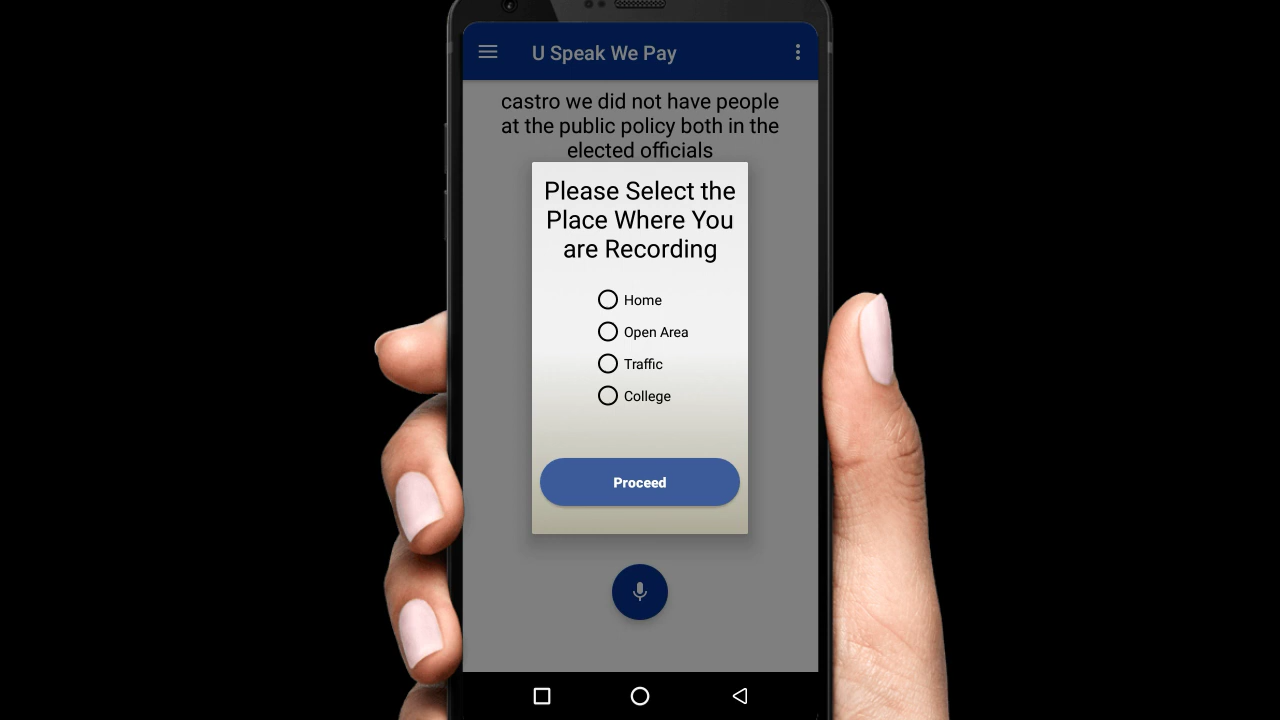 U Speak We Pay
castro we did not have people
at the public policy both in the
elected officials
Please Select the
Place Where You
are Recording
Home
Open Area
Traffic
College
Proceed